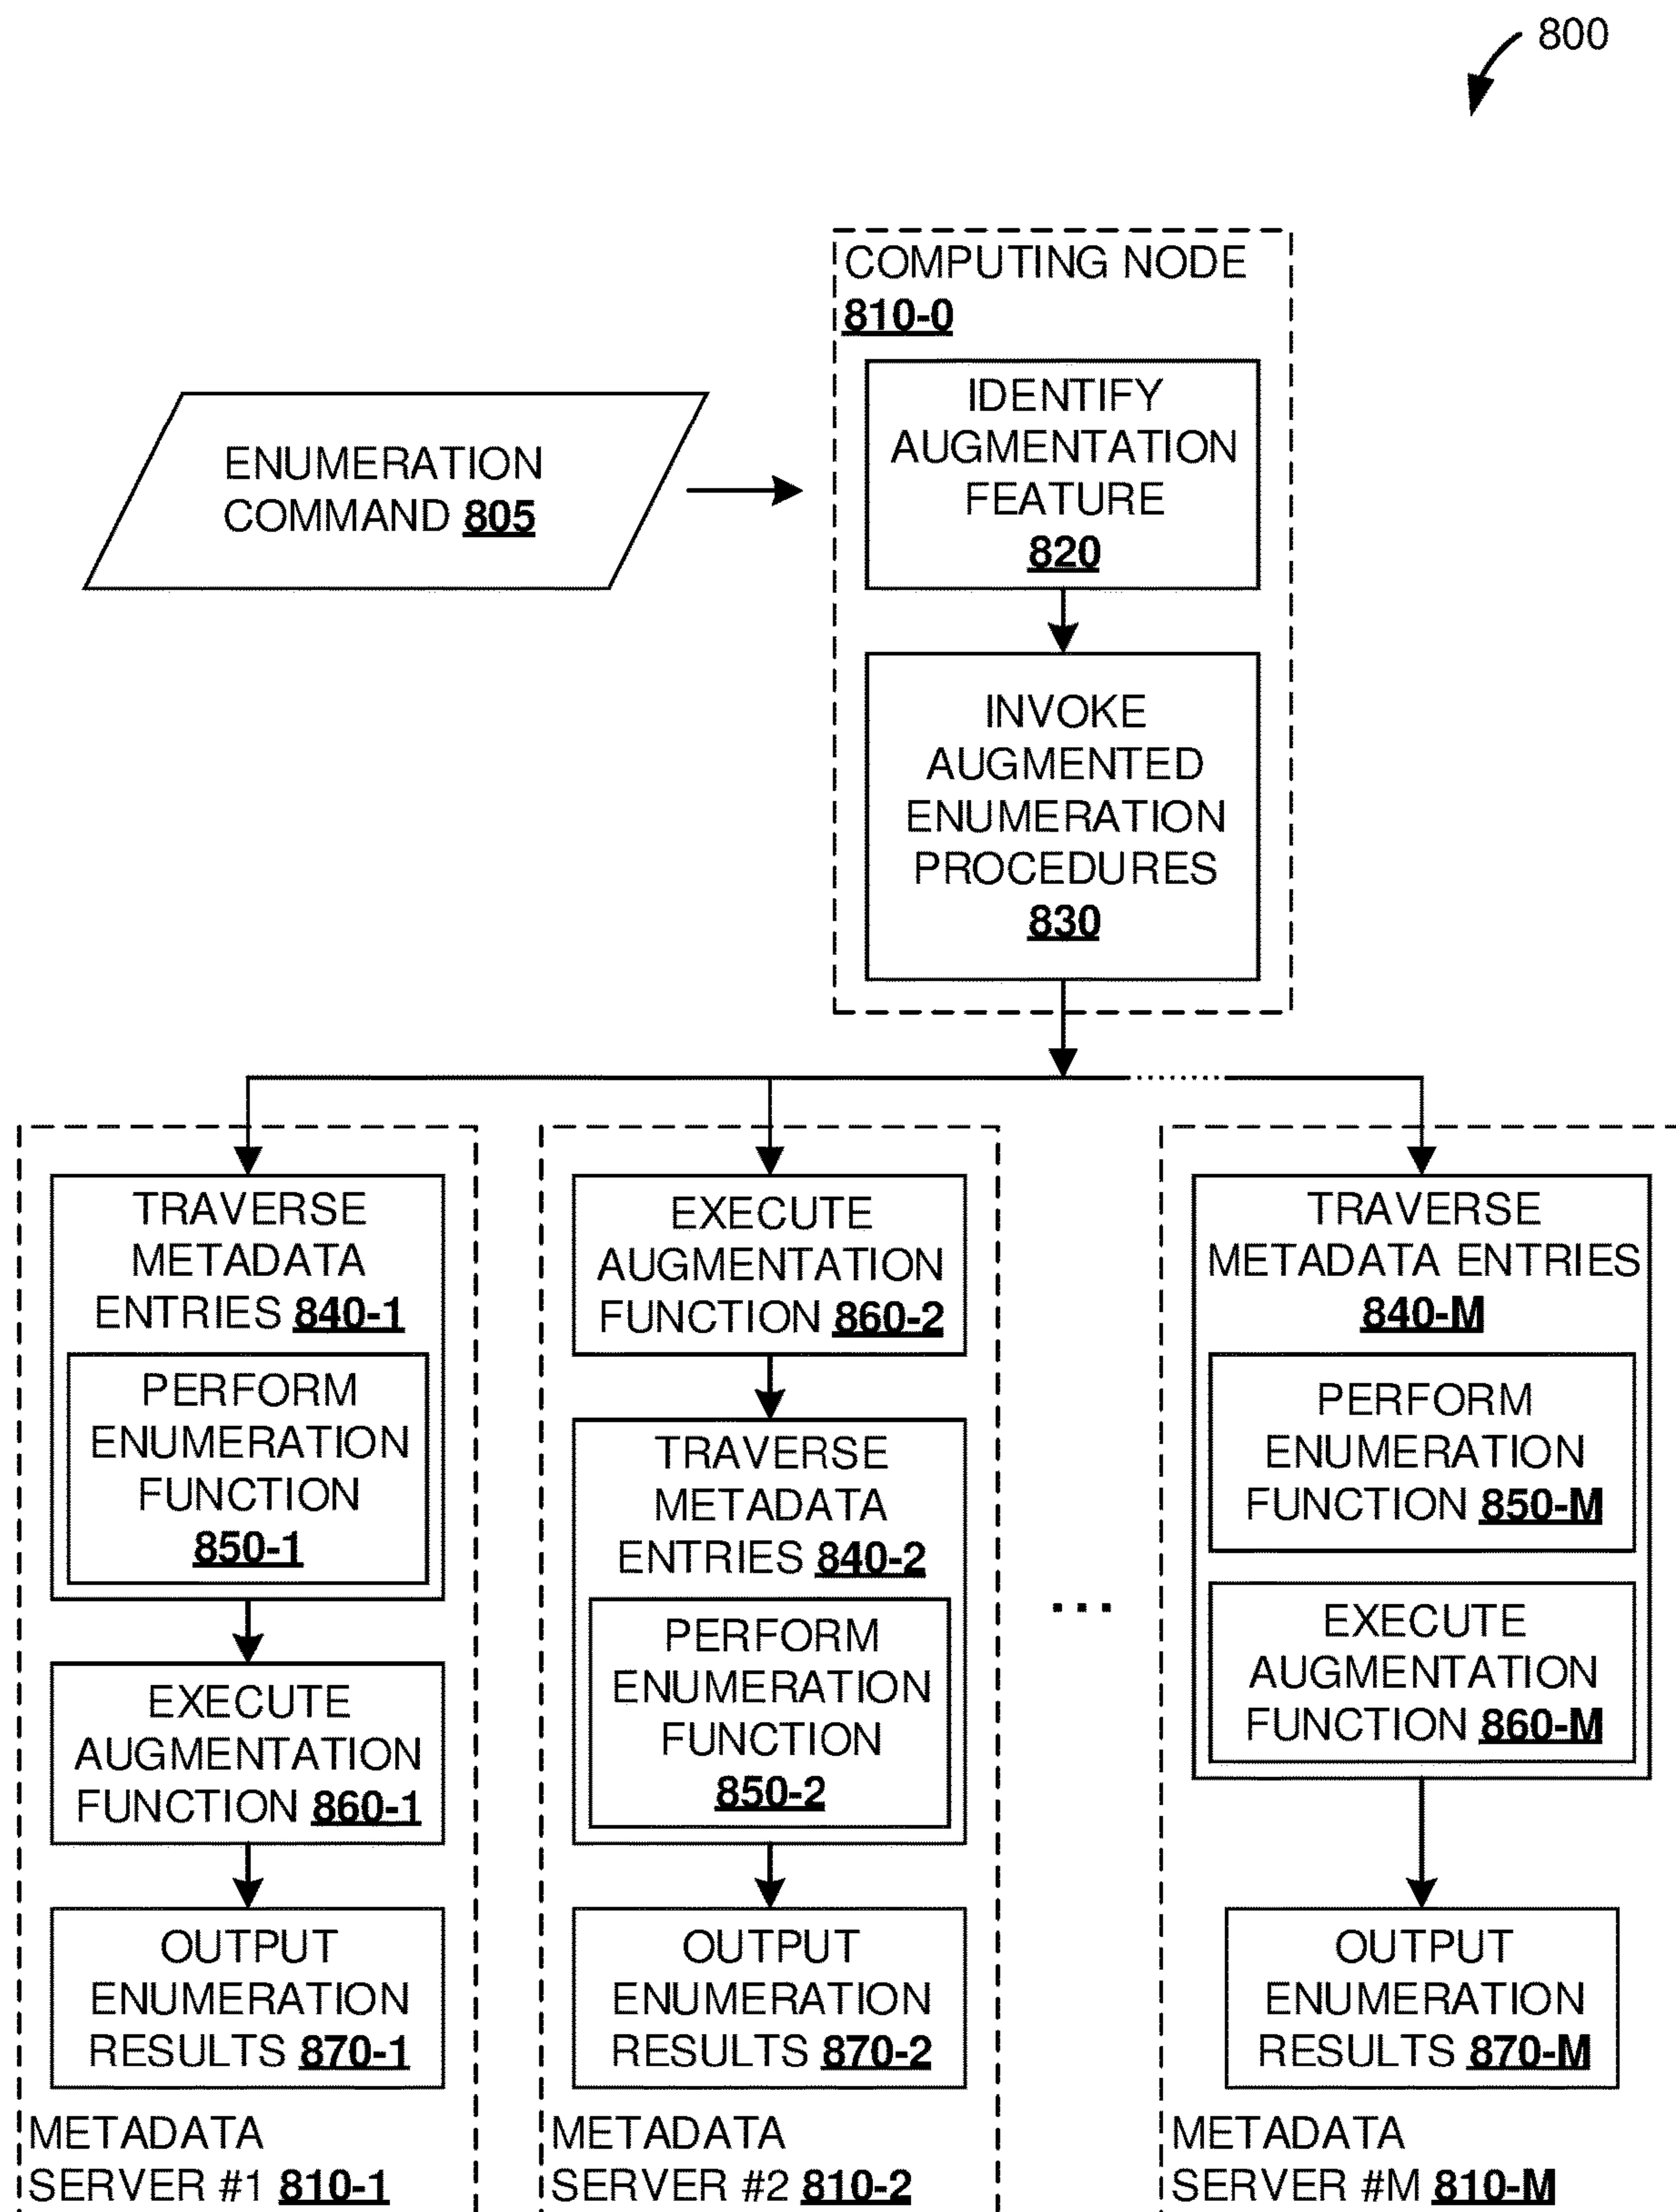 800
COMPUTING NODE
810-0
ENUMERATION
COMMAND 805
IDENTIFY
AUGMENTATION
FEATURE
820
INVOKE
AUGMENTED
ENUMERATION
PROCEDURES
830
TRAVERSE
METADATA
ENTRIES 840-1
PERFORM
ENUMERATION
FUNCTION
850-1
EXECUTE
AUGMENTATION
FUNCTION 860-1
OUTPUT
ENUMERATION
RESULTS 870-1
METADATA
SERVER #1 810-1
EXECUTE
AUGMENTATION
FUNCTION 860-2
TRAVERSE
METADATA
ENTRIES 840-2
PERFORM
ENUMERATION
FUNCTION
850-2
OUTPUT
ENUMERATION
RESULTS 870-2
METADATA
SERVER #2 810-2
...
TRAVERSE
METADATA ENTRIES
840-M
PERFORM
ENUMERATION
FUNCTION 850-M
EXECUTE
AUGMENTATION
FUNCTION 860-M
OUTPUT
ENUMERATION
RESULTS 870-M
METADATA
SERVER #M 810-M